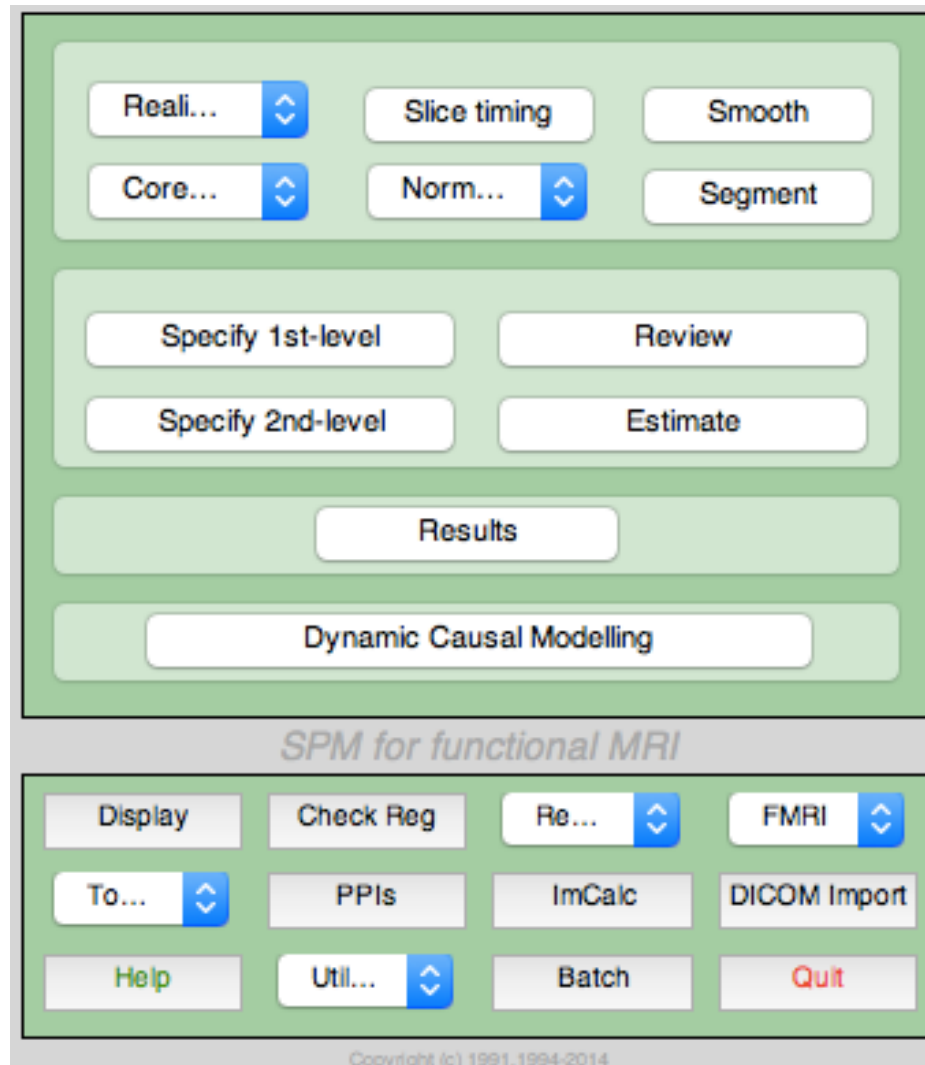 Reali... Slice timing Smooth
Core... Norm... Segment
Specify 1st-level Review
Specify 2nd-level Estimate
Results
Dynamic Causal Modelling
SPM for functional MRI
Display Check Reg Re... FMRI
To... PPIs ImCalc DICOM Import
Help Util... Batch Quit
Copyright (c) 1991,1994-2014